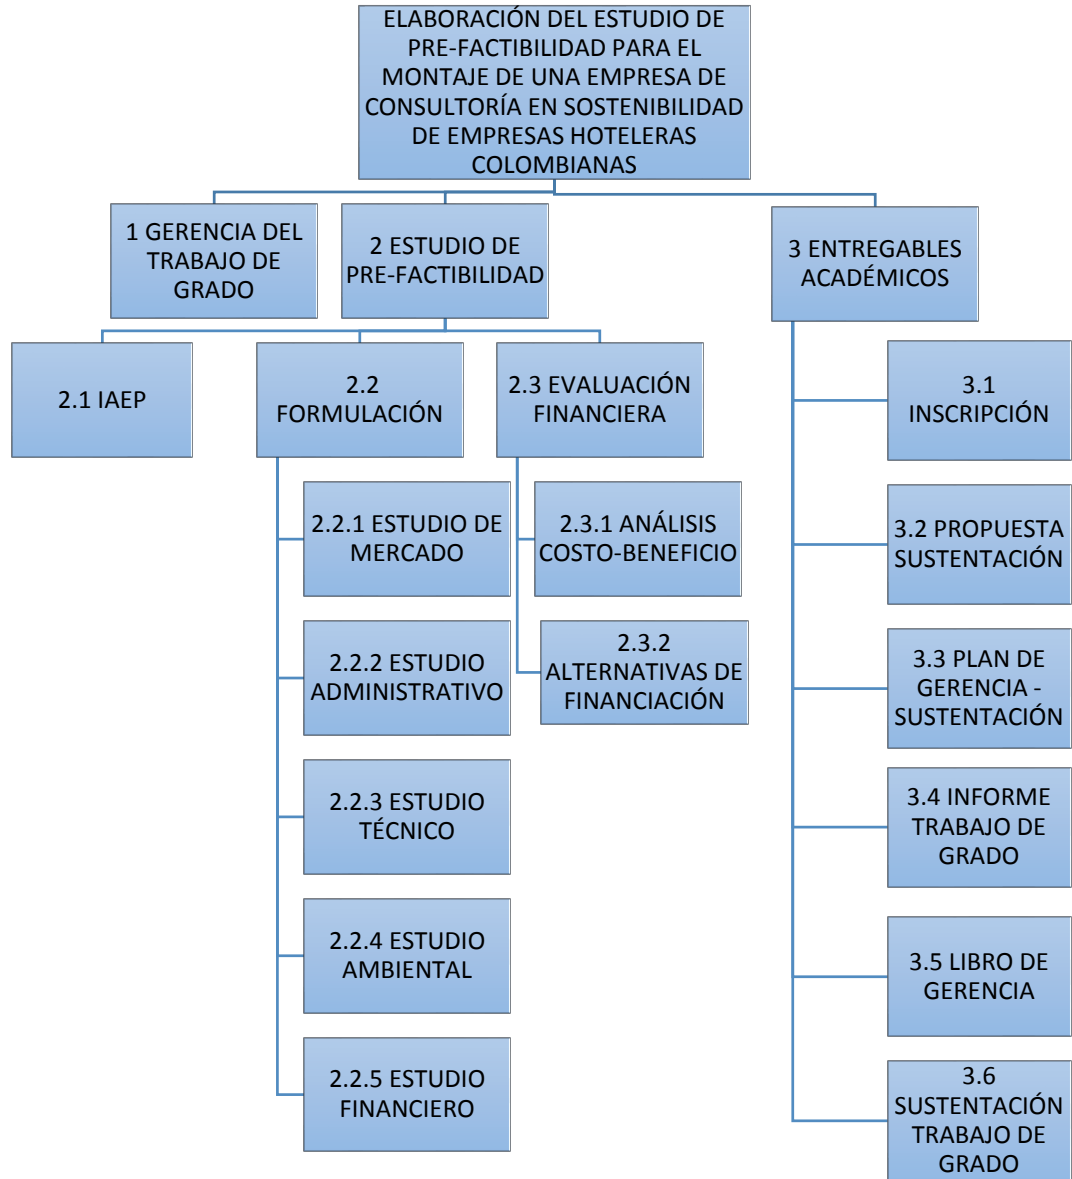 ELABORACIÓN DEL ESTUDIO DE
PRE-FACTIBILIDAD PARA EL
MONTAJE DE UNA EMPRESA DE
CONSULTORÍA EN SOSTENIBILIDAD
DE EMPRESAS HOTELERAS
COLOMBIANAS
1 GERENCIA DEL
TRABAJO DE
GRADO
2 ESTUDIO DE
PRE-FACTIBILIDAD
3 ENTREGABLES
ACADÉMICOS
2.1 IAEP
2.2
FORMULACIÓN
2.3 EVALUACIÓN
FINANCIERA
2.2.1 ESTUDIO DE
MERCADO
2.2.2 ESTUDIO
ADMINISTRATIVO
2.2.3 ESTUDIO
TÉCNICO
2.2.4 ESTUDIO
AMBIENTAL
2.2.5 ESTUDIO
FINANCIERO
2.3.1 ANÁLISIS
COSTO-BENEFICIO
2.3.2
ALTERNATIVAS DE
FINANCIACIÓN
3.1
INSCRIPCIÓN
3.2 PROPUESTA
SUSTENTACIÓN
3.3 PLAN DE
GERENCIA -
SUSTENTACIÓN
3.4 INFORME
TRABAJO DE
GRADO
3.5 LIBRO DE
GERENCIA
3.6
SUSTENTACIÓN
TRABAJO DE
GRADO